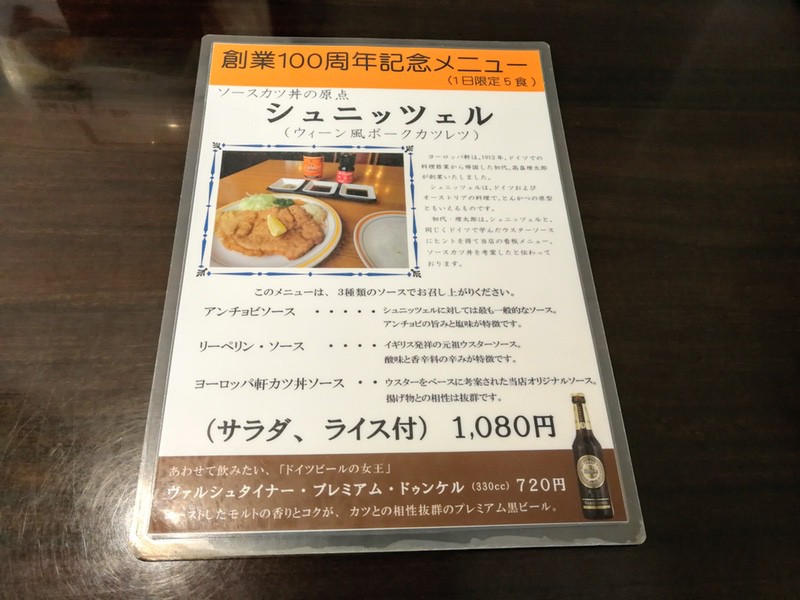 創業100周年記念メニュー
(1日限定5食)
ソースカツ丼の原点
シュニッツェル
(ウィーン風ポークカツレツ)
ヨーロッパ軒は、1913年、ドイツでの
料理修業から帰国した初代、高畠増太郎
が創業いたしました。
シュニッツェルは、ドイツおよび
オーストリアの料理で、とんかつの原型
ともいえるものです。
初代・増太郎は、シュニッツェルと、
同じくドイツで学んだウスターソース
にヒントを得て当店の看板メニュー、
ソースカツ丼を考案したと伝わって
おります。
このメニューは、3種類のソースでお召し上がりください。
アンチョビソース ・・・・・ シュニッツェルに対しては最も一般的なソース。
アンチョビの旨みと塩味が特徴です。
リーペリン・ソース ・・・・ イギリス発祥の元祖ウスターソース。
酸味と香辛料の辛みが特徴です。
ヨーロッパ軒カツ丼ソース ・・ ウスターをベースに考案された当店オリジナルソース。
揚げ物との相性は抜群です。
(サラダ、ライス付) 1,080円
あわせて飲みたい、「ドイツビールの女王」
ヴァルシュタイナー・プレミアム・ドゥンケル (330cc) 720円
ーストしたモルトの香りとコクが、カツとの相性抜群のプレミアム黒ビール。